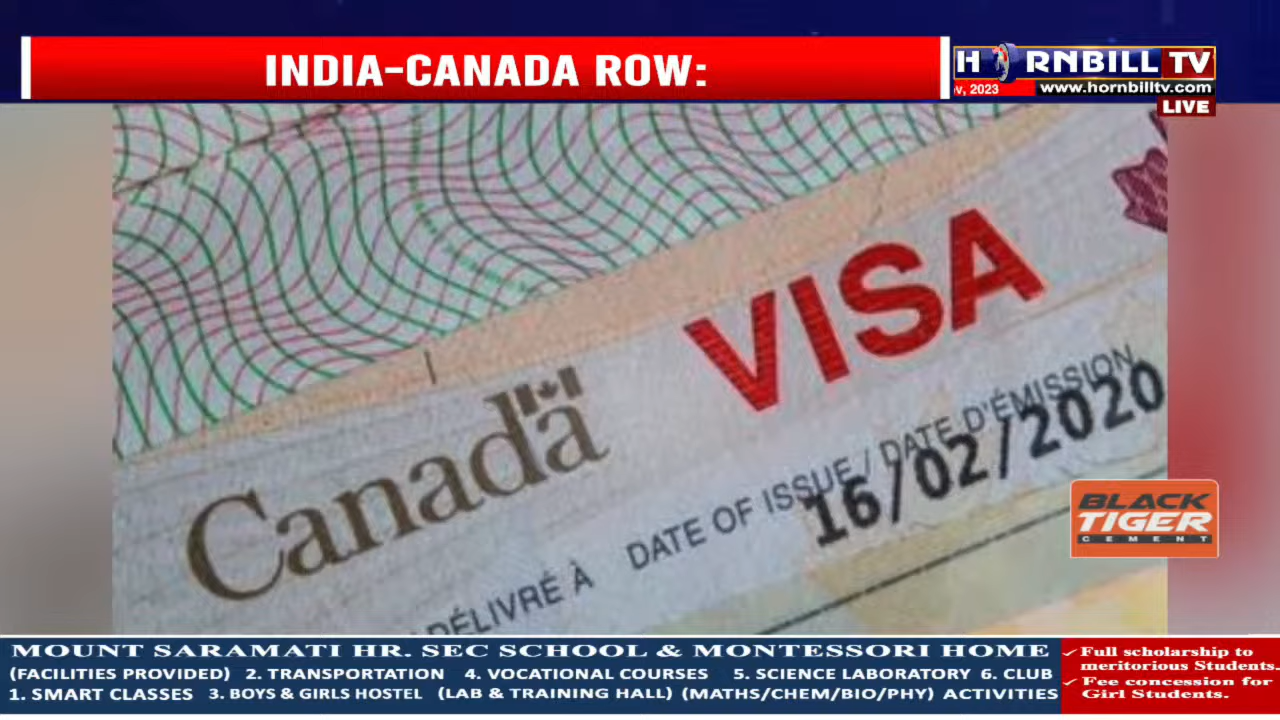 INDIA-CANADA ROW:
HORNBILL TV
v, 2023
www.hornbilltv.com
LIVE
VISA
Canada
DATE OF ISSUE / DATE D'ÉMISSION
16/02/2020
DÉLIVRÉ À
BLACK
TIGER
CEMENT
MOUNT SARAMATI HR. SEC SCHOOL & MONTESSORI HOME
(FACILITIES PROVIDED) 2. TRANSPORTATION 4. VOCATIONAL COURSES 5. SCIENCE LABORATORY 6. CLUB
1. SMART CLASSES 3. BOYS & GIRLS HOSTEL (LAB & TRAINING HALL) (MATHS/CHEM/BIO/PHY) ACTIVITIES
✓Full scholarship to
meritorious Students.
✓Fee concession for
Girl Students.